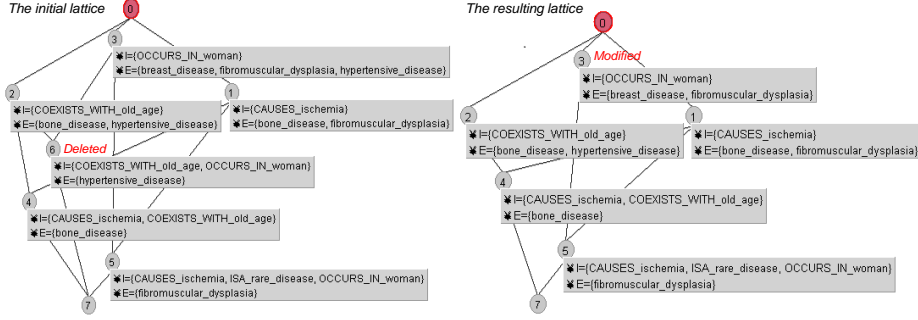 The initial lattice
0
3
I={OCCURS_IN_woman}
E={breast_disease, fibromuscular_dysplasia, hypertensive_disease}
2
1
I={COEXISTS_WITH_old_age}
E={bone_disease, hypertensive_disease}
I={CAUSES_ischemia}
E={bone_disease, fibromuscular_dysplasia}
6 Deleted
I={COEXISTS_WITH_old_age, OCCURS_IN_woman}
E={hypertensive_disease}
4
I={CAUSES_ischemia, COEXISTS_WITH_old_age}
E={bone_disease}
5
I={CAUSES_ischemia, ISA_rare_disease, OCCURS_IN_woman}
E={fibromuscular_dysplasia}
7
The resulting lattice
0
3 Modified
I={OCCURS_IN_woman}
E={breast_disease, fibromuscular_dysplasia}
2
1
I={COEXISTS_WITH_old_age}
E={bone_disease, hypertensive_disease}
I={CAUSES_ischemia}
E={bone_disease, fibromuscular_dysplasia}
4
I={CAUSES_ischemia, COEXISTS_WITH_old_age}
E={bone_disease}
5
I={CAUSES_ischemia, ISA_rare_disease, OCCURS_IN_woman}
E={fibromuscular_dysplasia}
7